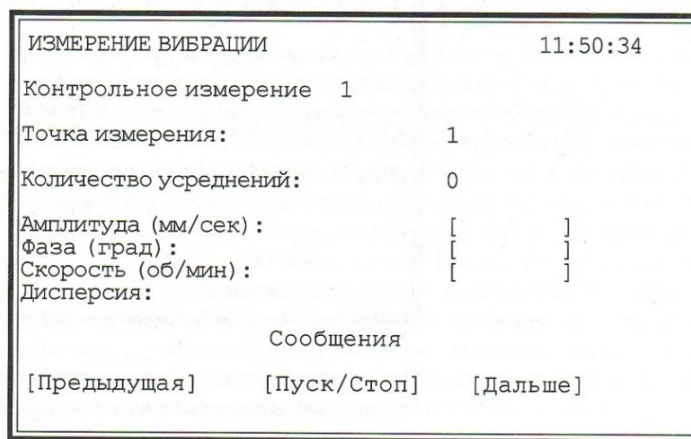 ИЗМЕРЕНИЕ ВИБРАЦИИ 11:50:34
Контрольное измерение 1
Точка измерения: 1
Количество усреднений: 0
Амплитуда (мм/сек): [ ]
Фаза (град): [ ]
Скорость (об/мин): [ ]
Дисперсия:
Сообщения
[Предыдущая] [Пуск/Стоп] [Дальше]